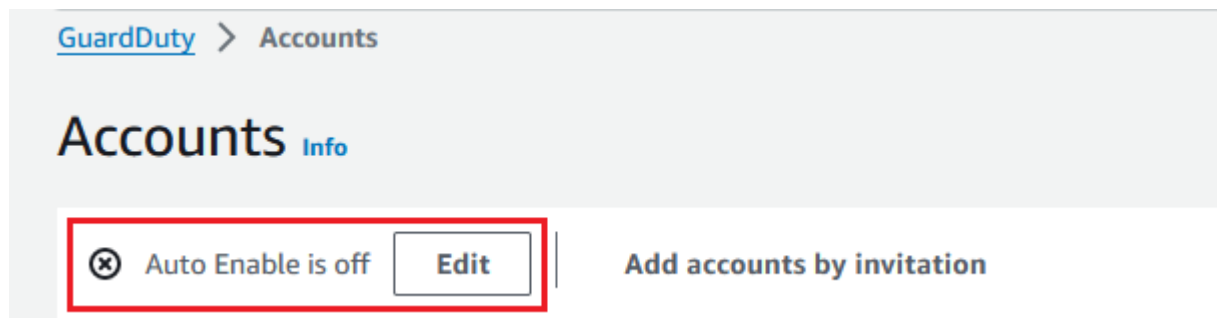 GuardDuty > Accounts
Accounts Info
Auto Enable is off Edit Add accounts by invitation